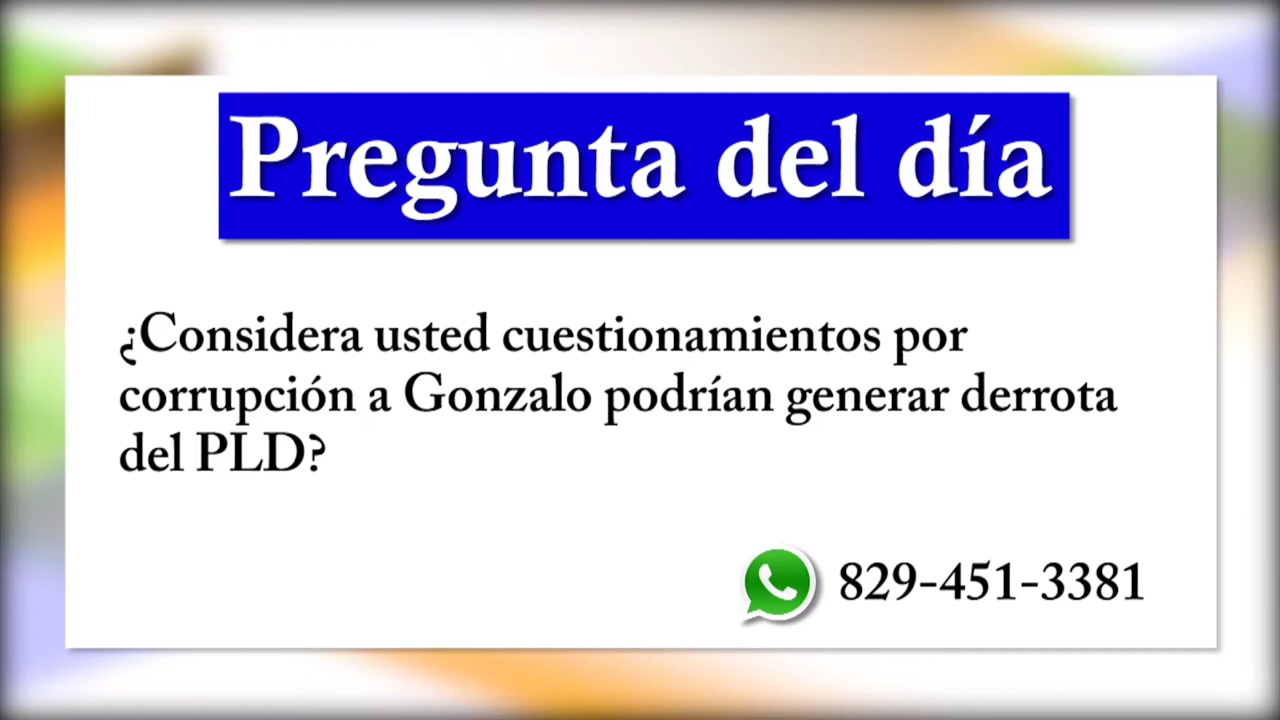 Pregunta del día
¿Considera usted cuestionamientos por
corrupción a Gonzalo podrían generar derrota
del PLD?
829-451-3381